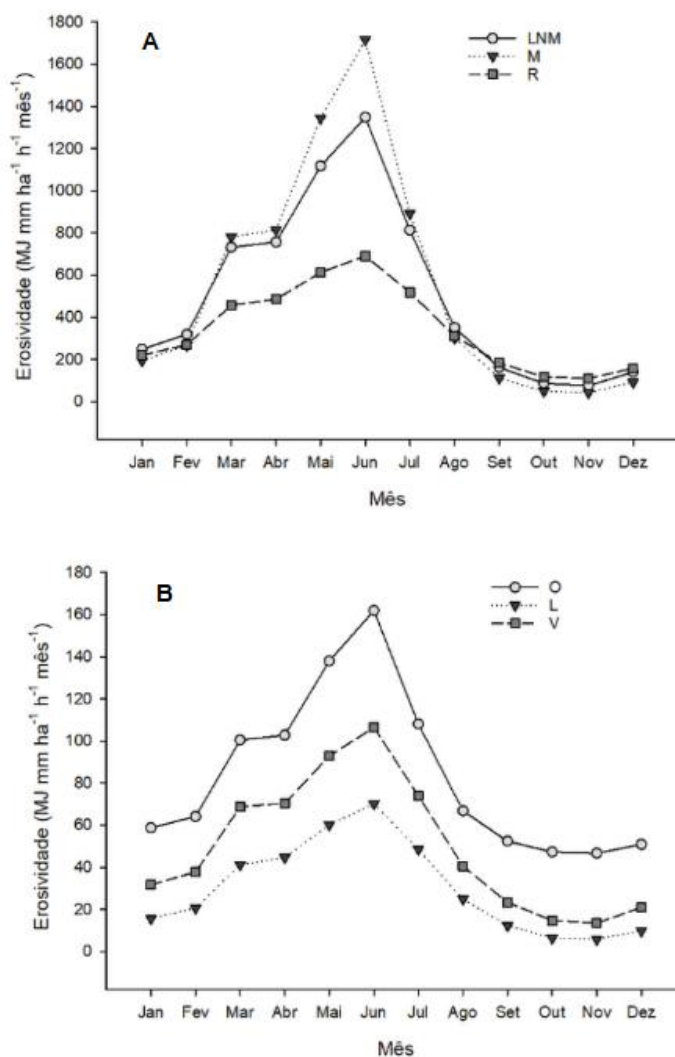 A
LNM
M
R
Erosividade (MJ mm ha⁻¹ h⁻¹ mês⁻¹)
1800
1600
1400
1200
1000
800
600
400
200
0
Jan Fev Mar Abr Mai Jun Jul Ago Set Out Nov Dez
Mês
B
O
L
V
Erosividade (MJ mm ha⁻¹ h⁻¹ mês⁻¹)
180
160
140
120
100
80
60
40
20
0
Jan Fev Mar Abr Mai Jun Jul Ago Set Out Nov Dez
Mês